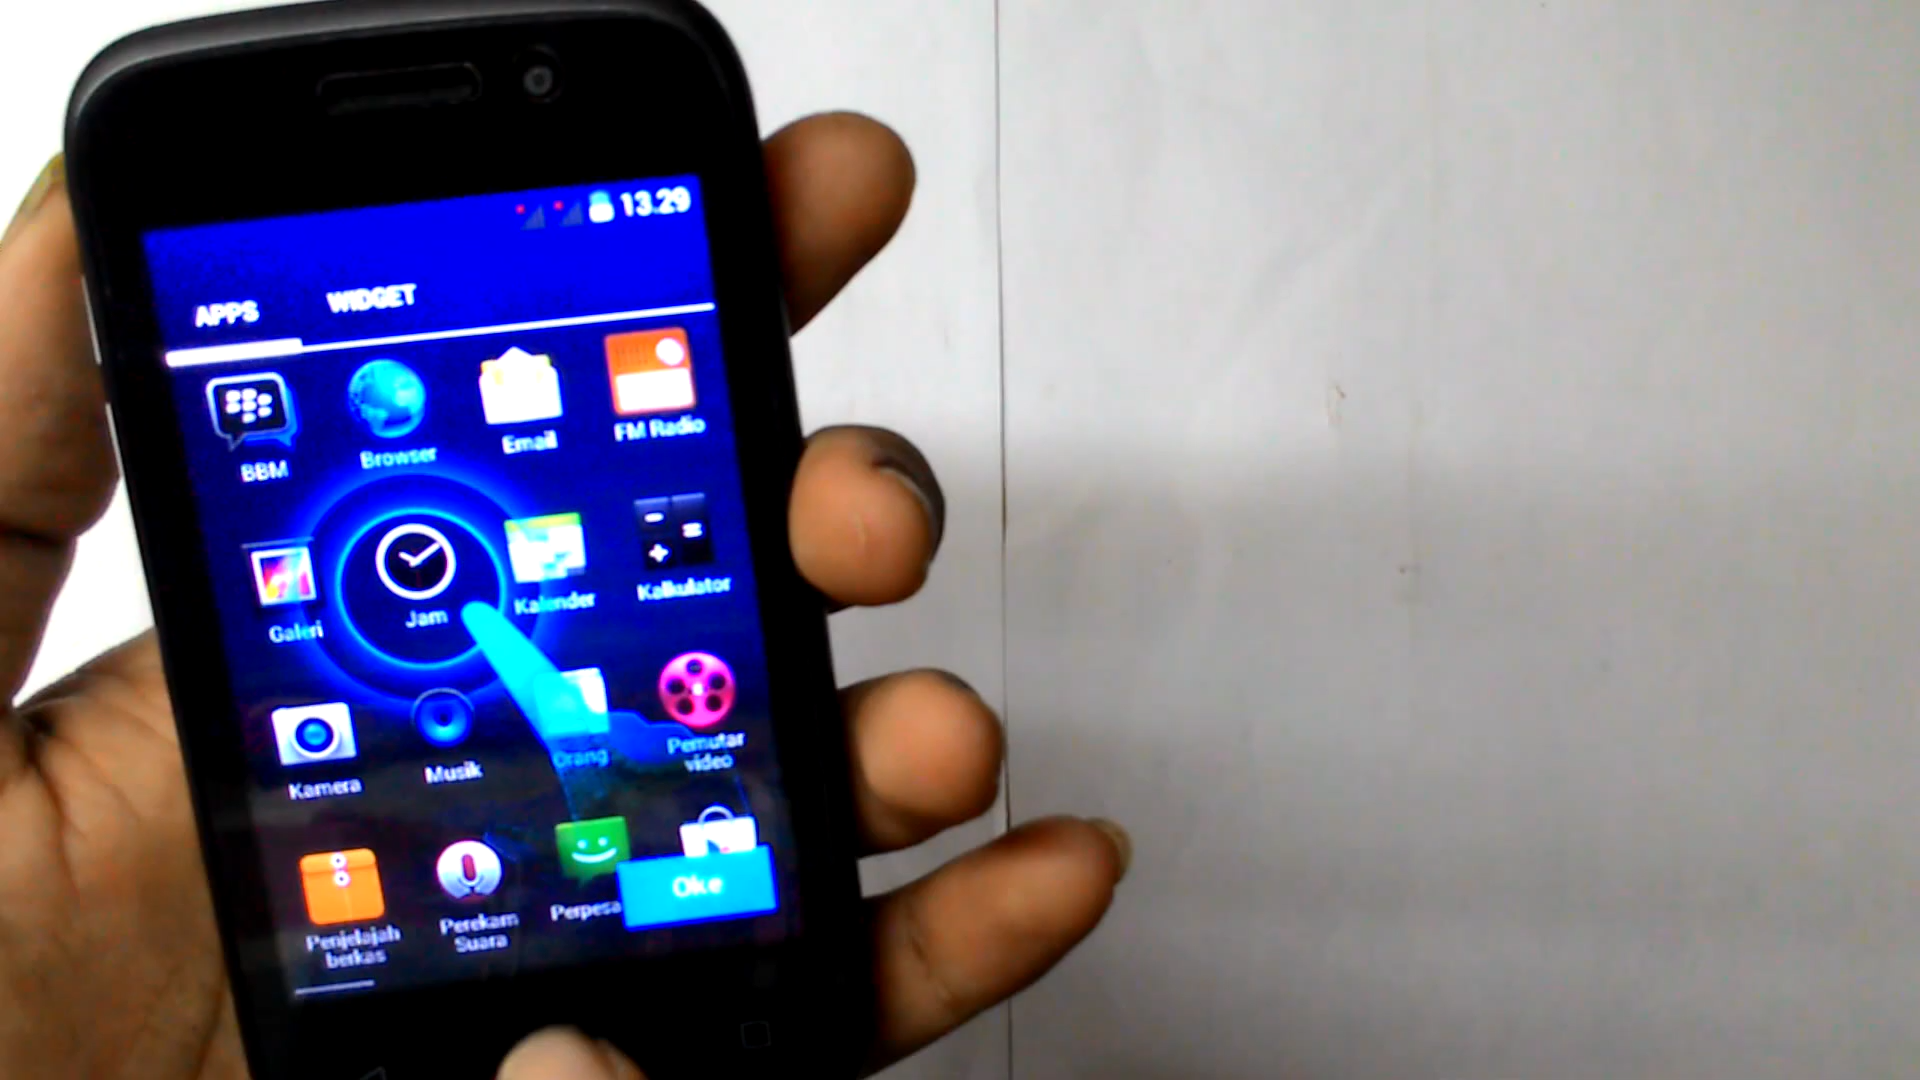 13.29
APPS WIDGET
BBM Browser Email FM Radio
Galeri Jam Kalender Kalkulator
Kamera Musik Orang Pemutar
video
Penjelajah Perekam Perpesa Oke
berkas Suara